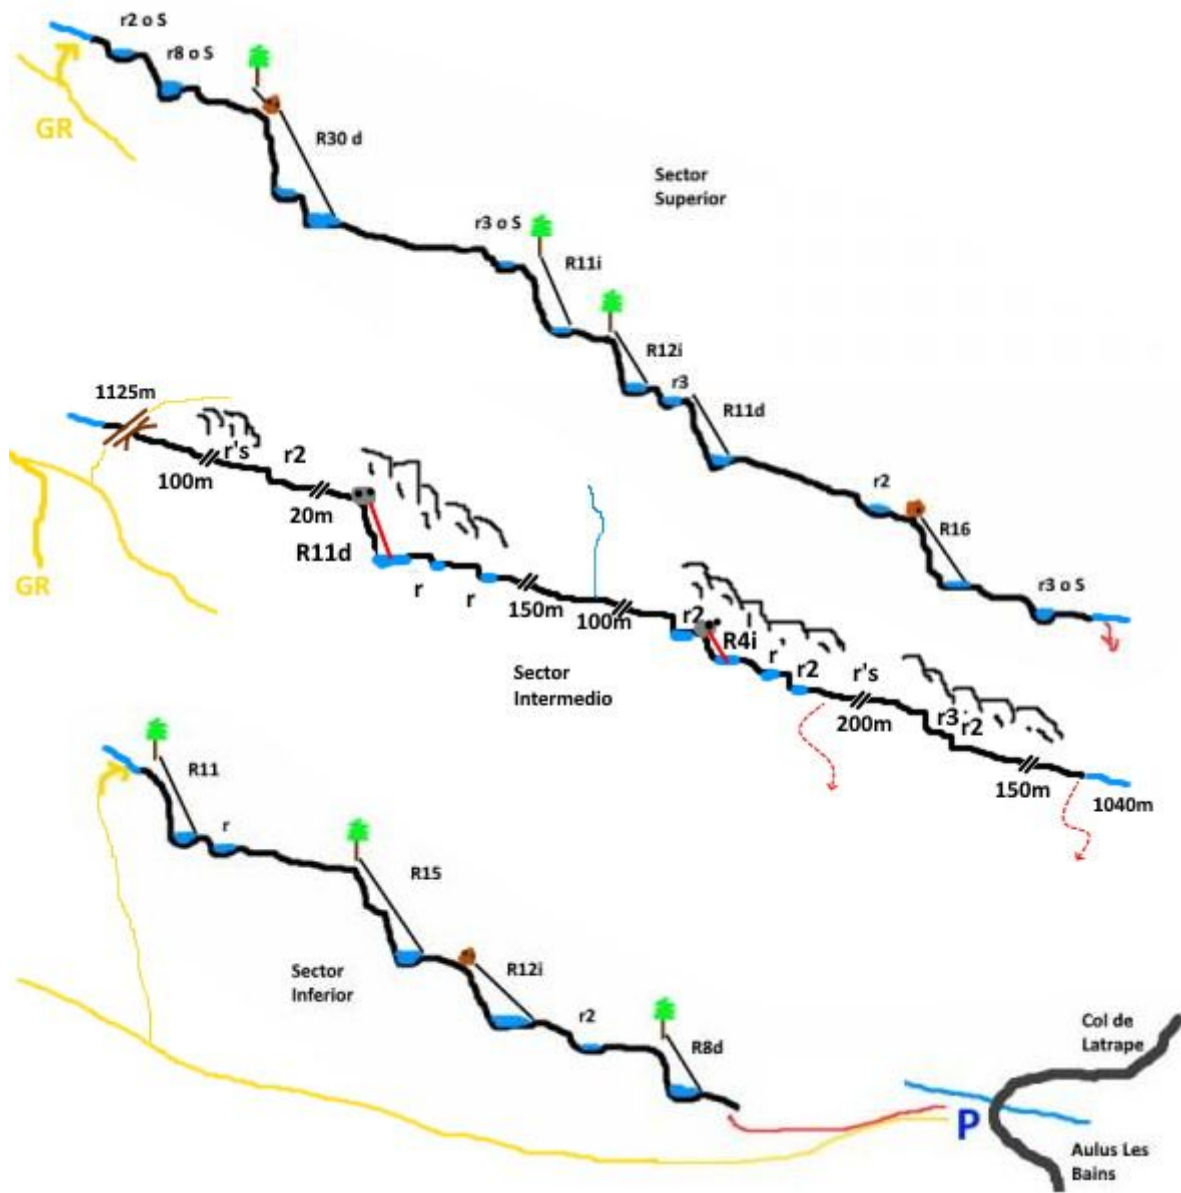 r2 o S
r8 o S
GR
R30 d
Sector
Superior
r3 o S
R11i
R12i
r3
R11d
r2
R16
r3 o S
1125m
r's
r2
100m
20m
R11d
GR
r
r
150m
100m
r2
R4i
r
r2
r's
200m
r3
r2
150m
1040m
Sector
Intermedio
R11
r
R15
Sector
Inferior
R12i
r2
R8d
Col de
Latrape
P
Aulus Les
Bains